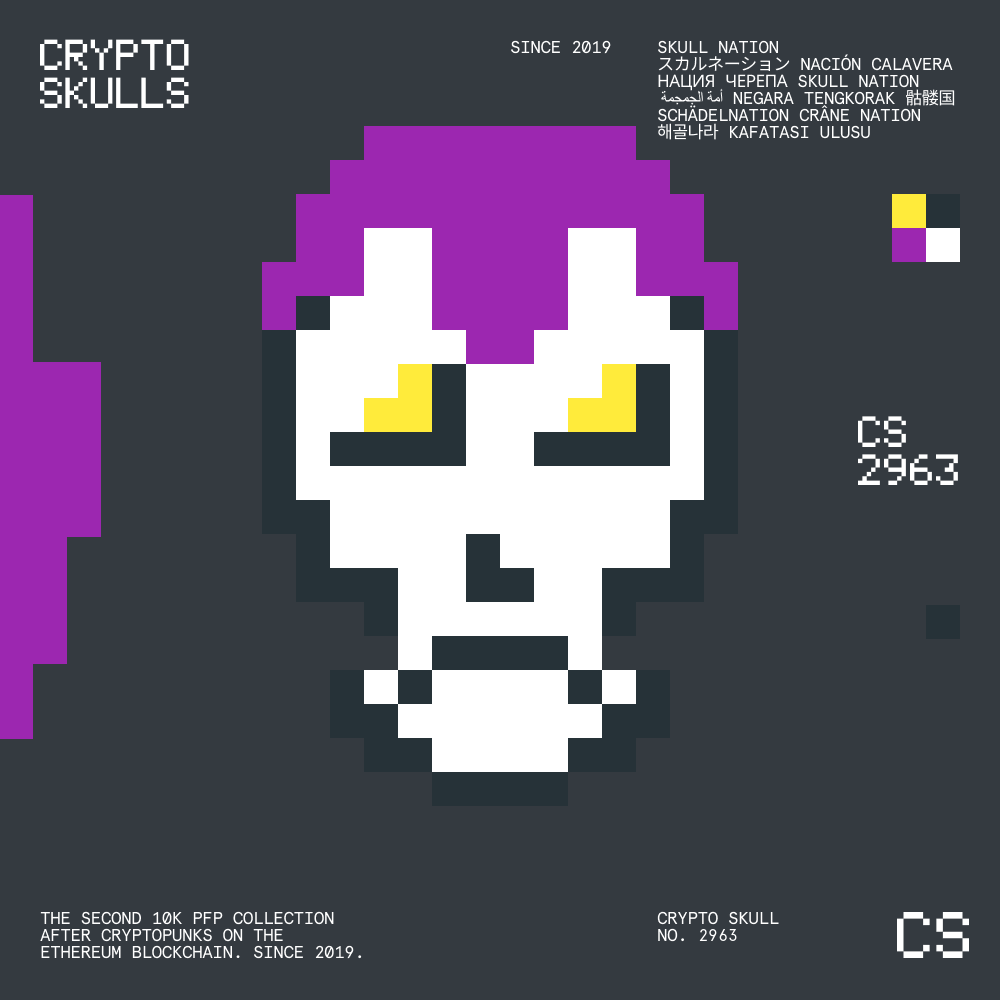 CRYPTO
SKULLS
SINCE 2019
SKULL NATION
スカルネーション NACIÓN CALAVERA
НАЦИЯ ЧЕРЕПА SKULL NATION
أمة الجمجمة NEGARA TENGKORAK 骷髅国
SCHÄDELNATION CRÂNE NATION
해골나라 KAFATASI ULUSU
CS
2963
THE SECOND 10K PFP COLLECTION
AFTER CRYPTOPUNKS ON THE
ETHEREUM BLOCKCHAIN. SINCE 2019.
CRYPTO SKULL
NO. 2963
CS